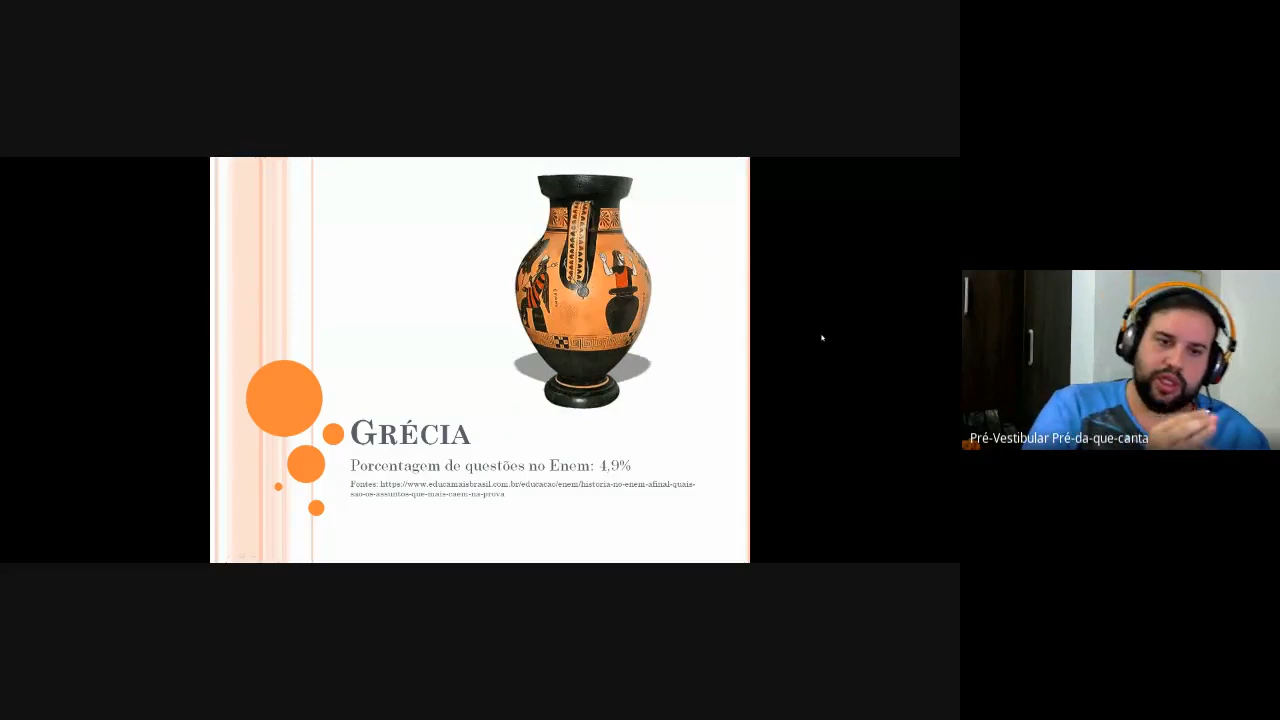 GRÉCIA
Porcentagem de questões no Enem: 4,9%
Fontes: https://www.educamaisbrasil.com.br/educacao/enem/historia-no-enem-afinal-quais-
sao-os-assuntos-que-mais-caem-na-prova
Pré-Vestibular Pré-da-que-canta